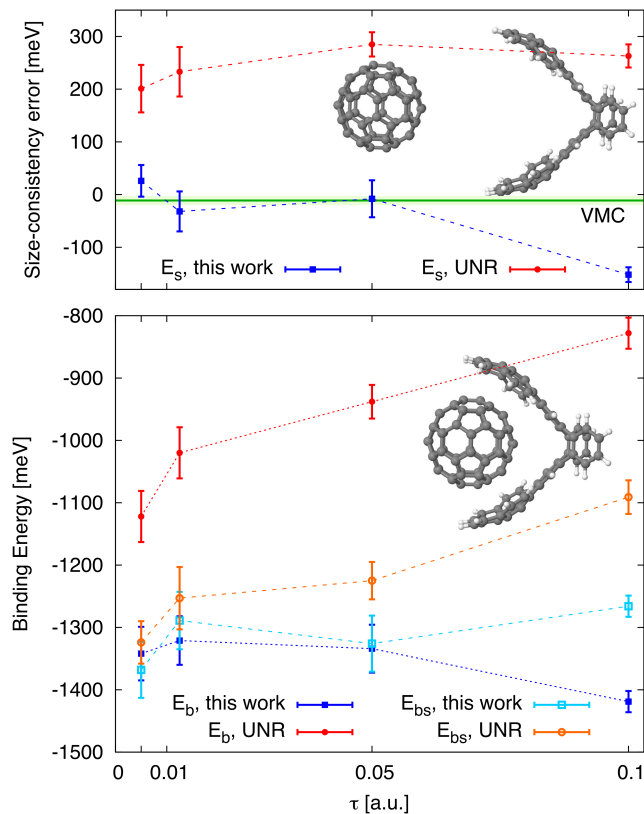 Size-consistency error [meV]
300
200
100
0
-100
VMC
E_s, this work
E_s, UNR
Binding Energy [meV]
-800
-900
-1000
-1100
-1200
-1300
-1400
-1500
E_b, this work
E_bs, this work
E_b, UNR
E_bs, UNR
0 0.01 0.05 0.1
τ [a.u.]